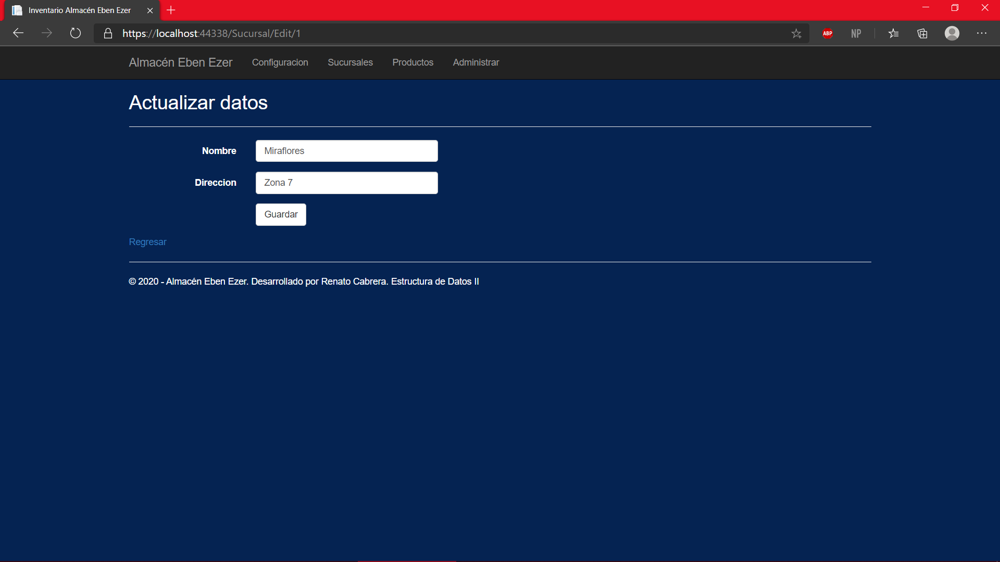 Inventario Almacén Eben Ezer
https://localhost:44338/Sucursal/Edit/1
ABP
NP
Almacén Eben Ezer Configuracion Sucursales Productos Administrar
Actualizar datos
Nombre Miraflores
Direccion Zona 7
Guardar
Regresar
© 2020 - Almacén Eben Ezer. Desarrollado por Renato Cabrera. Estructura de Datos II